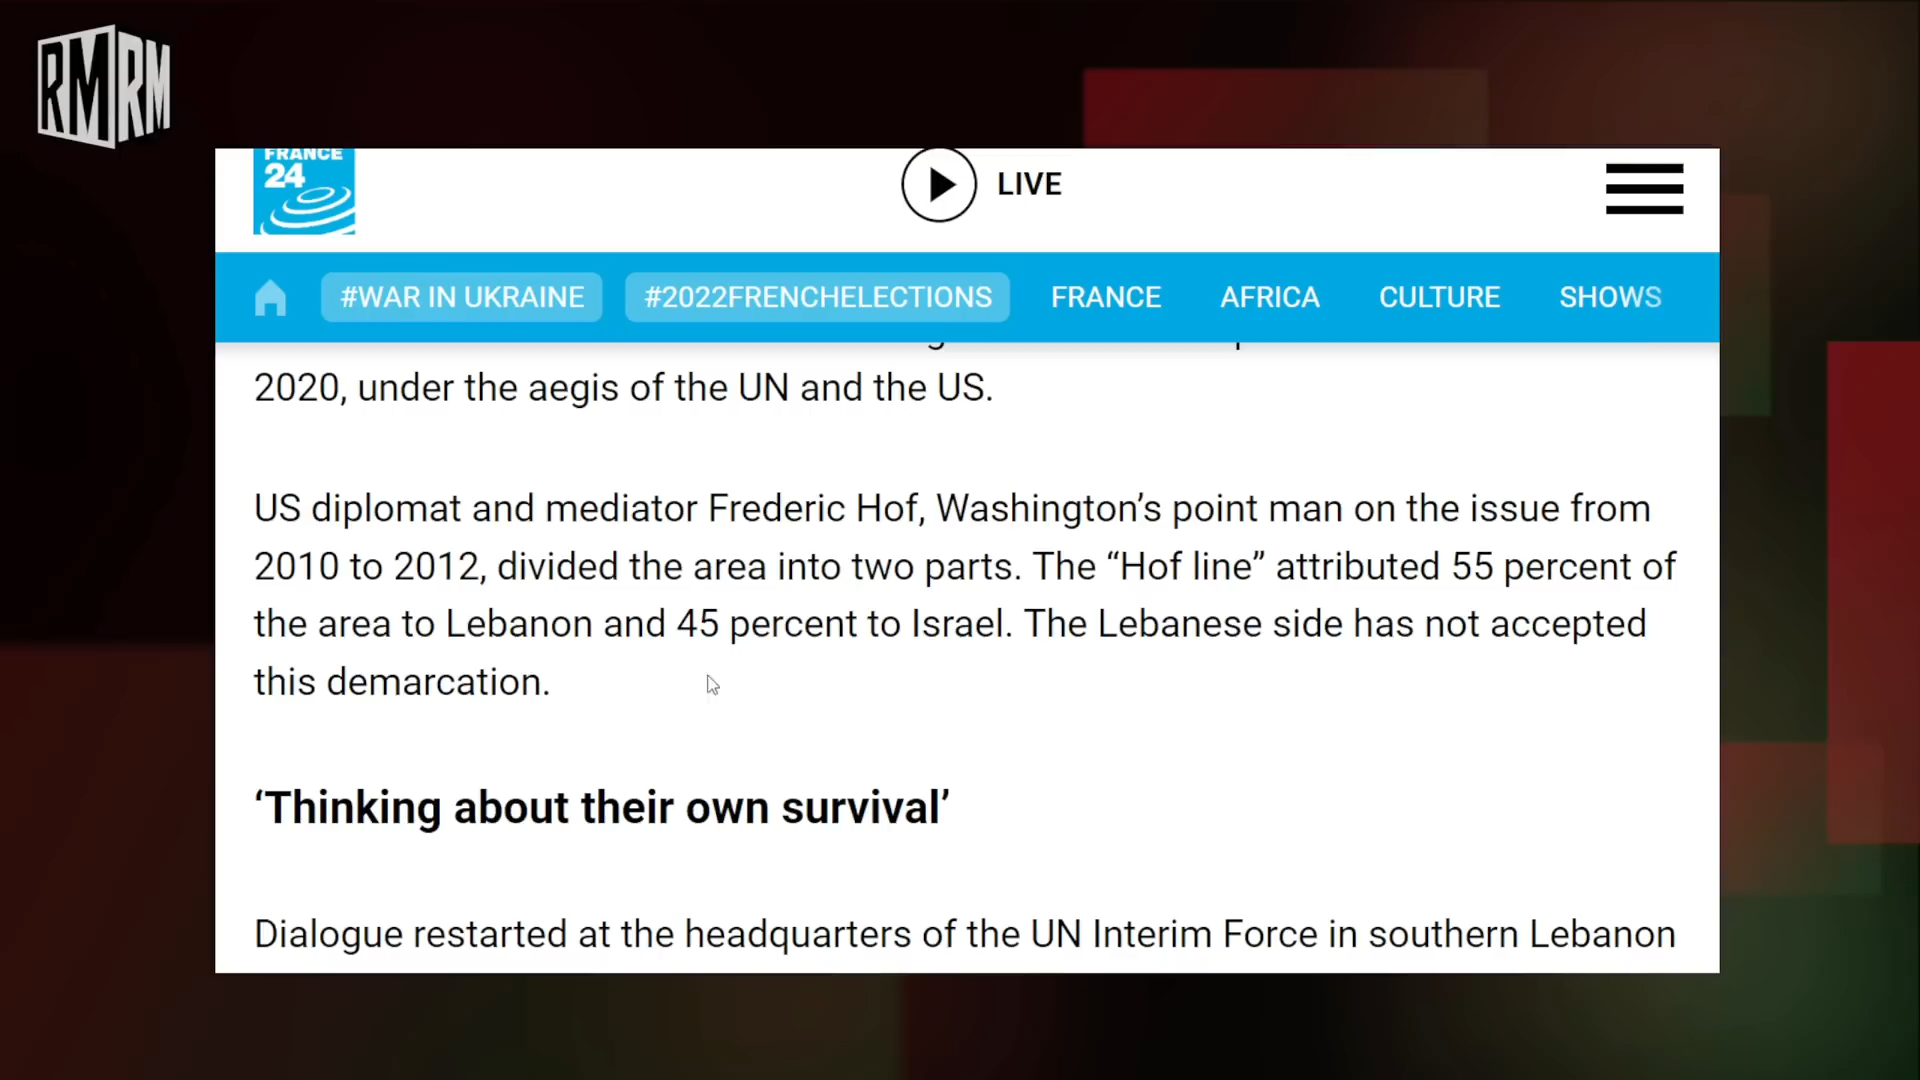 RMRM
FRANCE
24
LIVE
#WAR IN UKRAINE #2022FRENCHELECTIONS FRANCE AFRICA CULTURE SHOWS
2020, under the aegis of the UN and the US.
US diplomat and mediator Frederic Hof, Washington’s point man on the issue from
2010 to 2012, divided the area into two parts. The “Hof line” attributed 55 percent of
the area to Lebanon and 45 percent to Israel. The Lebanese side has not accepted
this demarcation.
‘Thinking about their own survival’
Dialogue restarted at the headquarters of the UN Interim Force in southern Lebanon